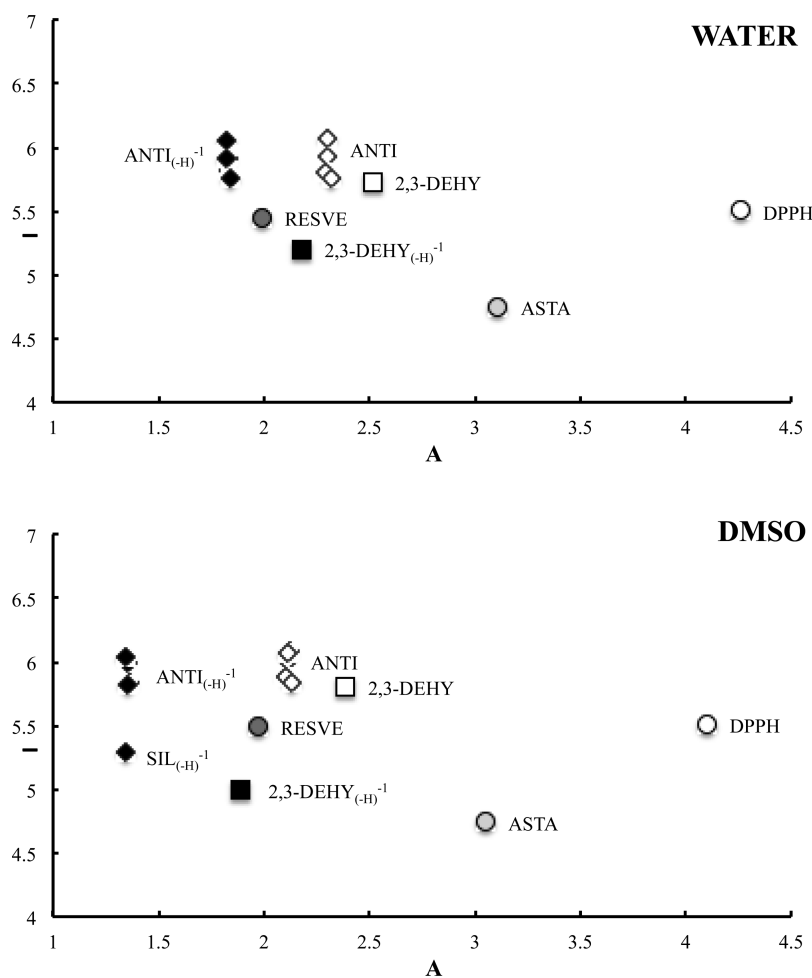 WATER
7
6.5
6
5.5
5
4.5
4
I
ANTI(-H)-1
ANTI
2,3-DEHY
RESVE
2,3-DEHY(-H)-1
DPPH
ASTA
1 1.5 2 2.5 3 3.5 4 4.5
A
DMSO
7
6.5
6
5.5
5
4.5
4
I
ANTI(-H)-1
ANTI
2,3-DEHY
RESVE
DPPH
SIL(-H)-1
2,3-DEHY(-H)-1
ASTA
1 1.5 2 2.5 3 3.5 4 4.5
A